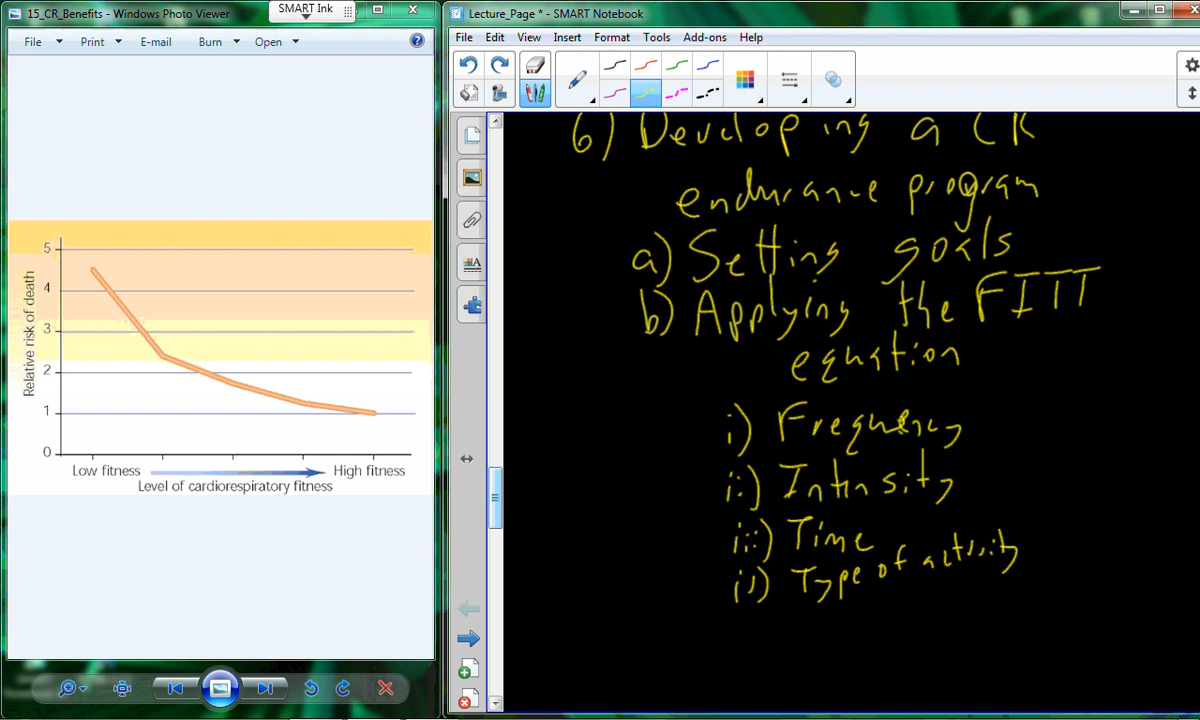 15_CR_Benefits - Windows Photo Viewer
SMART Ink
File Print E-mail Burn Open
5
4
3
2
1
0
Relative risk of death
Low fitness High fitness
Level of cardiorespiratory fitness
Lecture_Page * - SMART Notebook
File Edit View Insert Format Tools Add-ons Help
6) Developing a CR
endurance program
a) Setting goals
b) Applying the FITT
equation
i) Frequency
ii) Intensity
iii) Time
iv) Type of activity